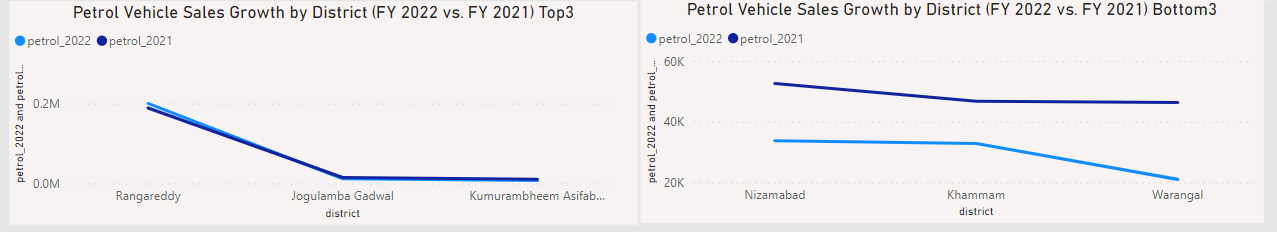 Petrol Vehicle Sales Growth by District (FY 2022 vs. FY 2021) Top3
petrol_2022 petrol_2021
petrol_2022 and petrol...
0.2M
0.0M
Rangareddy Jogulamba Gadwal Kumurambheem Asifab...
district
Petrol Vehicle Sales Growth by District (FY 2022 vs. FY 2021) Bottom3
petrol_2022 petrol_2021
petrol_2022 and petrol_...
60K
40K
20K
Nizamabad Khammam Warangal
district